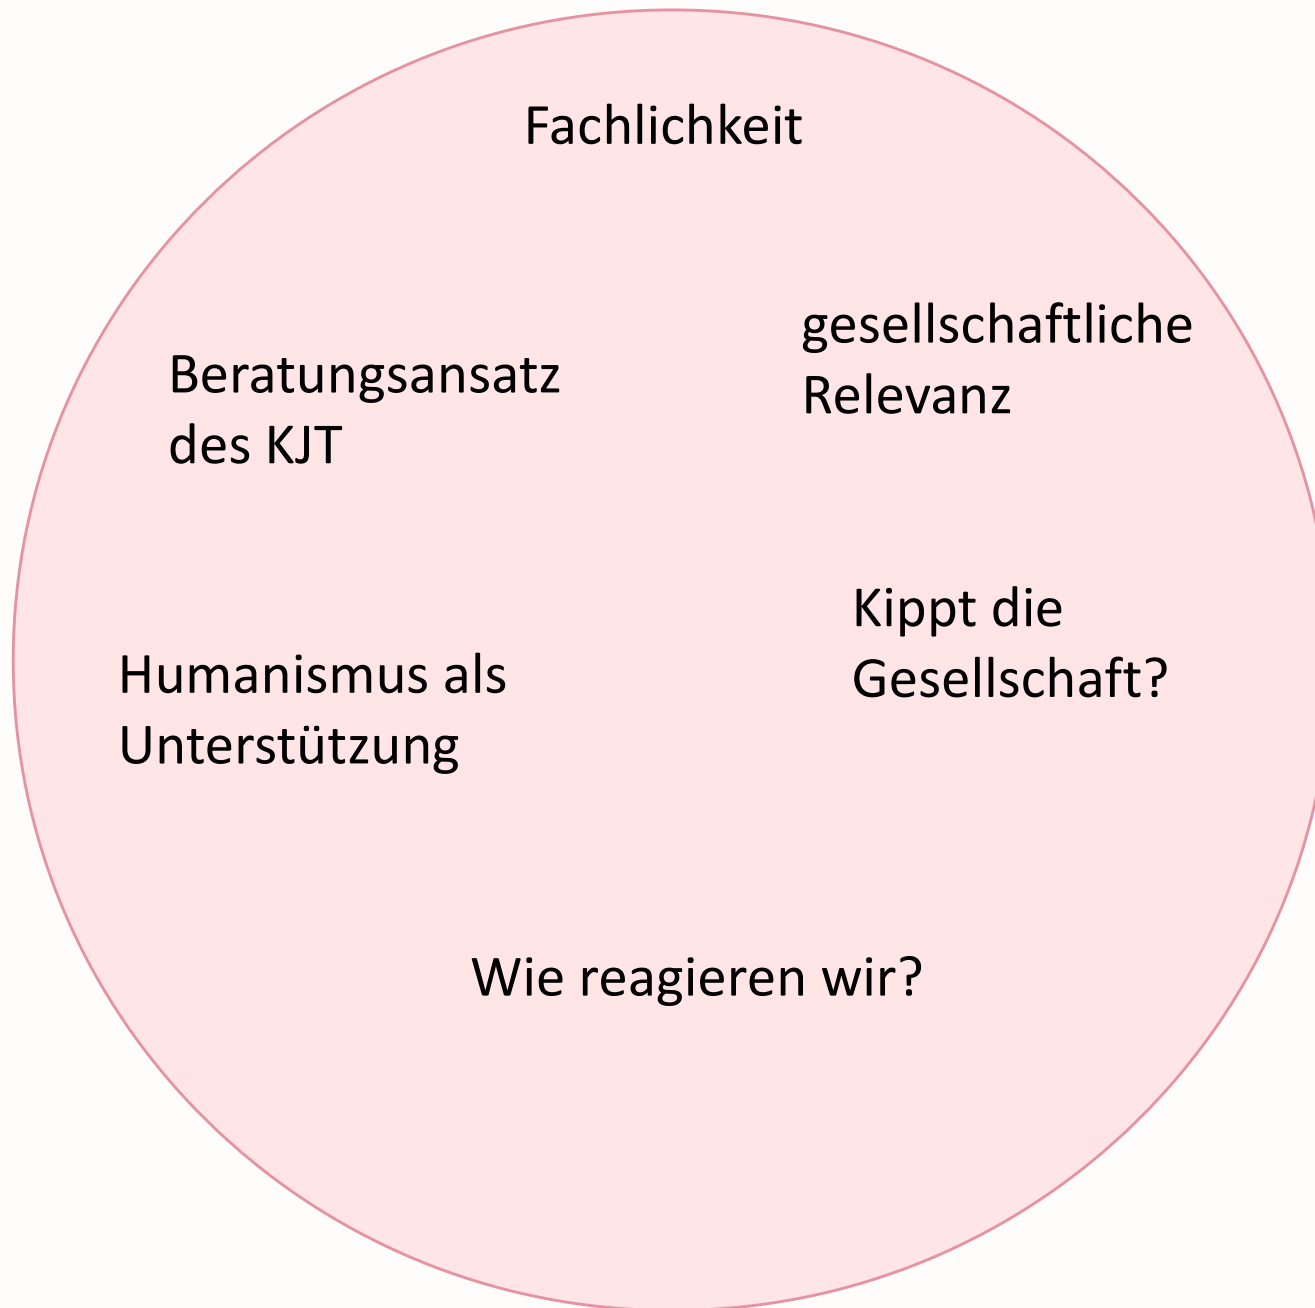 Fachlichkeit
gesellschaftliche
Relevanz
Beratungsansatz
des KJT
Kippt die
Gesellschaft?
Humanismus als
Unterstützung
Wie reagieren wir?